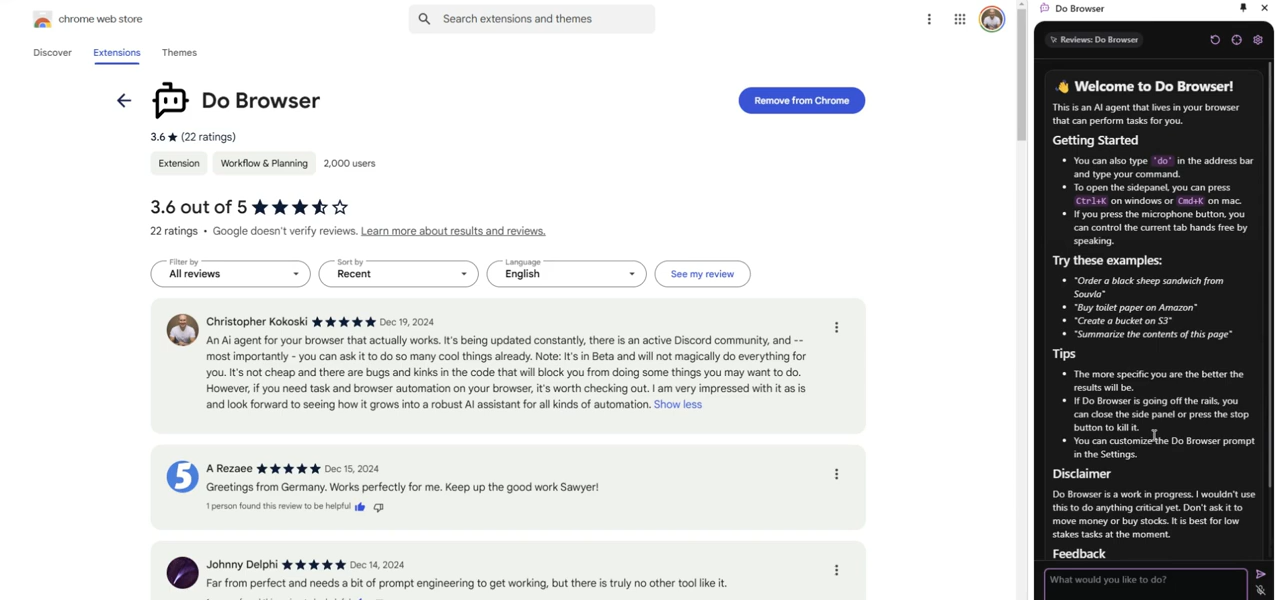 chrome web store
Search extensions and themes
Discover
Extensions
Themes
Do Browser
Remove from Chrome
3.6 ★ (22 ratings)
Extension
Workflow & Planning
2,000 users
3.6 out of 5
22 ratings • Google doesn't verify reviews. Learn more about results and reviews.
Filter by
All reviews
Sort by
Recent
Language
English
See my review
Christopher Kokoski ★★★★★ Dec 19, 2024
An Ai agent for your browser that actually works. It's being updated constantly, there is an active Discord community, and --
most importantly - you can ask it to do so many cool things already. Note: It's in Beta and will not magically do everything for
you. It's not cheap and there are bugs and kinks in the code that will block you from doing some things you may want to do.
However, if you need task and browser automation on your browser, it's worth checking out. I am very impressed with it as is
and look forward to seeing how it grows into a robust AI assistant for all kinds of automation. Show less
A Rezaee ★★★★★ Dec 15, 2024
Greetings from Germany. Works perfectly for me. Keep up the good work Sawyer!
1 person found this review to be helpful
Johnny Delphi ★★★★★ Dec 14, 2024
Far from perfect and needs a bit of prompt engineering to get working, but there is truly no other tool like it.
Do Browser
Reviews: Do Browser
👋 Welcome to Do Browser!
This is an AI agent that lives in your browser
that can perform tasks for you.
Getting Started
• You can also type 'do' in the address bar
and type your command.
• To open the sidepanel, you can press
Ctrl+K on windows or Cmd+K on mac.
• If you press the microphone button, you
can control the current tab hands free by
speaking.
Try these examples:
• "Order a black sheep sandwich from
Souvla"
• "Buy toilet paper on Amazon"
• "Create a bucket on S3"
• "Summarize the contents of this page"
Tips
• The more specific you are the better the
results will be.
• If Do Browser is going off the rails, you
can close the side panel or press the stop
button to kill it.
• You can customize the Do Browser prompt
in the Settings.
Disclaimer
Do Browser is a work in progress. I wouldn't use
this to do anything critical yet. Don't ask it to
move money or buy stocks. It is best for low
stakes tasks at the moment.
Feedback
What would you like to do?